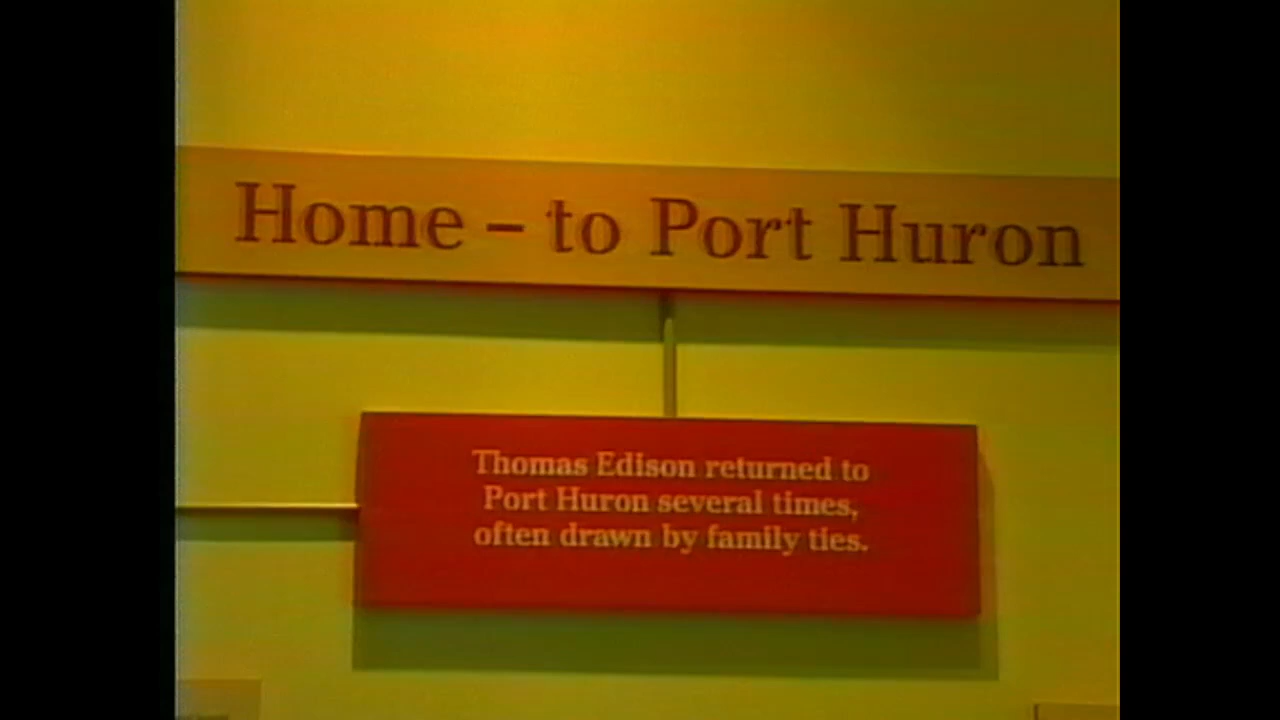 Home – to Port Huron
Thomas Edison returned to
Port Huron several times,
often drawn by family ties.